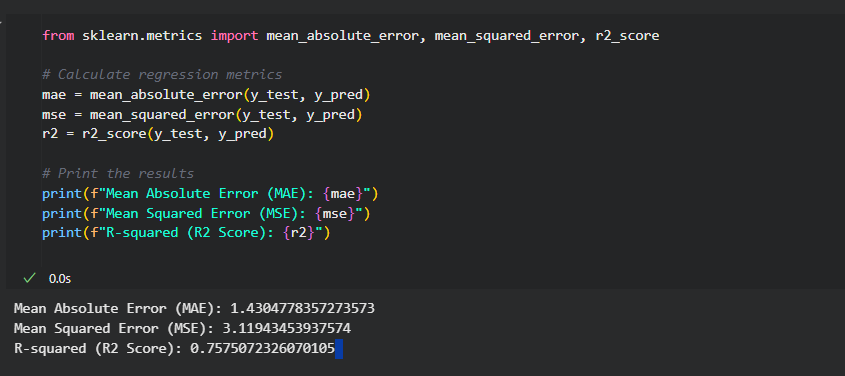 from sklearn.metrics import mean_absolute_error, mean_squared_error, r2_score
# Calculate regression metrics
mae = mean_absolute_error(y_test, y_pred)
mse = mean_squared_error(y_test, y_pred)
r2 = r2_score(y_test, y_pred)
# Print the results
print(f"Mean Absolute Error (MAE): {mae}")
print(f"Mean Squared Error (MSE): {mse}")
print(f"R-squared (R2 Score): {r2}")
0.0s
Mean Absolute Error (MAE): 1.4304778357273573
Mean Squared Error (MSE): 3.11943453937574
R-squared (R2 Score): 0.7575072326070105